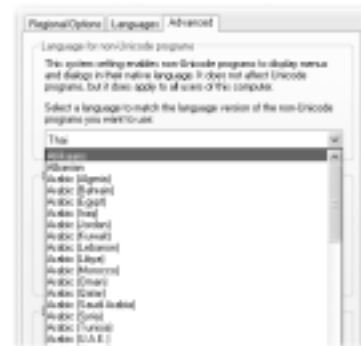 Regional Options Languages Advanced
Language for non-Unicode programs
This system setting enables non-Unicode programs to display menus
and dialogs in their native language. It does not affect Unicode
programs, but it does apply to all users of this computer.
Select a language to match the language version of the non-Unicode
programs you want to use:
Thai
Afrikaans
Albanian
Arabic (Algeria)
Arabic (Bahrain)
Arabic (Egypt)
Arabic (Iraq)
Arabic (Jordan)
Arabic (Kuwait)
Arabic (Lebanon)
Arabic (Libya)
Arabic (Morocco)
Arabic (Oman)
Arabic (Qatar)
Arabic (Saudi Arabia)
Arabic (Syria)
Arabic (Tunisia)
Arabic (U.A.E.)